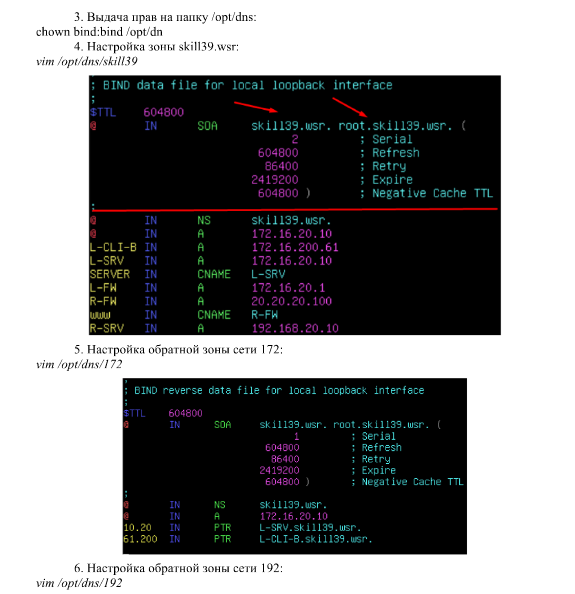 3. Выдача прав на папку /opt/dns:
chown bind:bind /opt/dn
4. Настройка зоны skill39.wsr:
vim /opt/dns/skill39
; BIND data file for local loopback interface
;
$TTL 604800
@ IN SOA skill39.wsr. root.skill39.wsr. (
2 ; Serial
604800 ; Refresh
86400 ; Retry
2419200 ; Expire
604800 ) ; Negative Cache TTL
;
@ IN NS skill39.wsr.
@ IN A 172.16.20.10
L-CLI-B IN A 172.16.200.61
L-SRV IN A 172.16.20.10
SERVER IN CNAME L-SRV
L-FW IN A 172.16.20.1
R-FW IN A 20.20.20.100
www IN CNAME R-FW
R-SRV IN A 192.168.20.10
5. Настройка обратной зоны сети 172:
vim /opt/dns/172
;
; BIND reverse data file for local loopback interface
;
$TTL 604800
@ IN SOA skill39.wsr. root.skill39.wsr. (
1 ; Serial
604800 ; Refresh
86400 ; Retry
2419200 ; Expire
604800 ) ; Negative Cache TTL
;
@ IN NS skill39.wsr.
@ IN A 172.16.20.10
10.20 IN PTR L-SRV.skill39.wsr.
61.200 IN PTR L-CLI-B.skill39.wsr.
6. Настройка обратной зоны сети 192:
vim /opt/dns/192